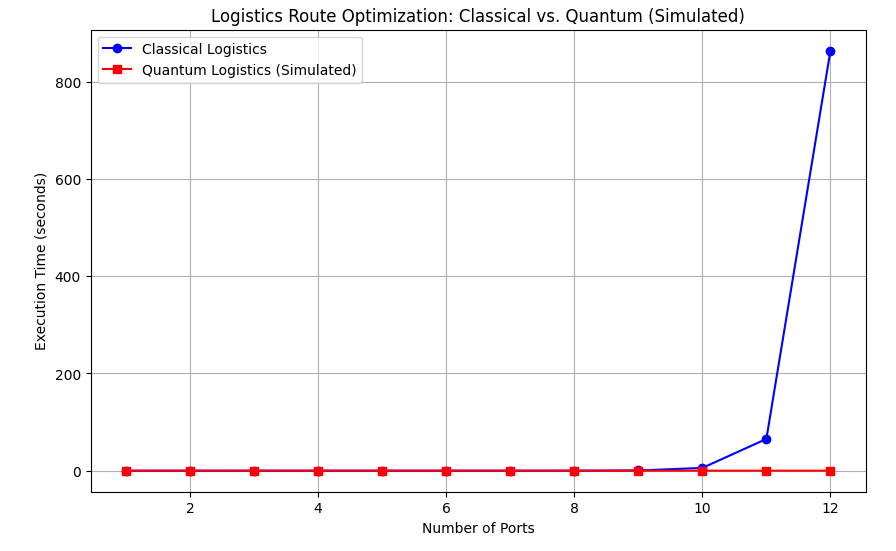 Logistics Route Optimization: Classical vs. Quantum (Simulated)
Classical Logistics
Quantum Logistics (Simulated)
Execution Time (seconds)
800
600
400
200
0
2 4 6 8 10 12
Number of Ports